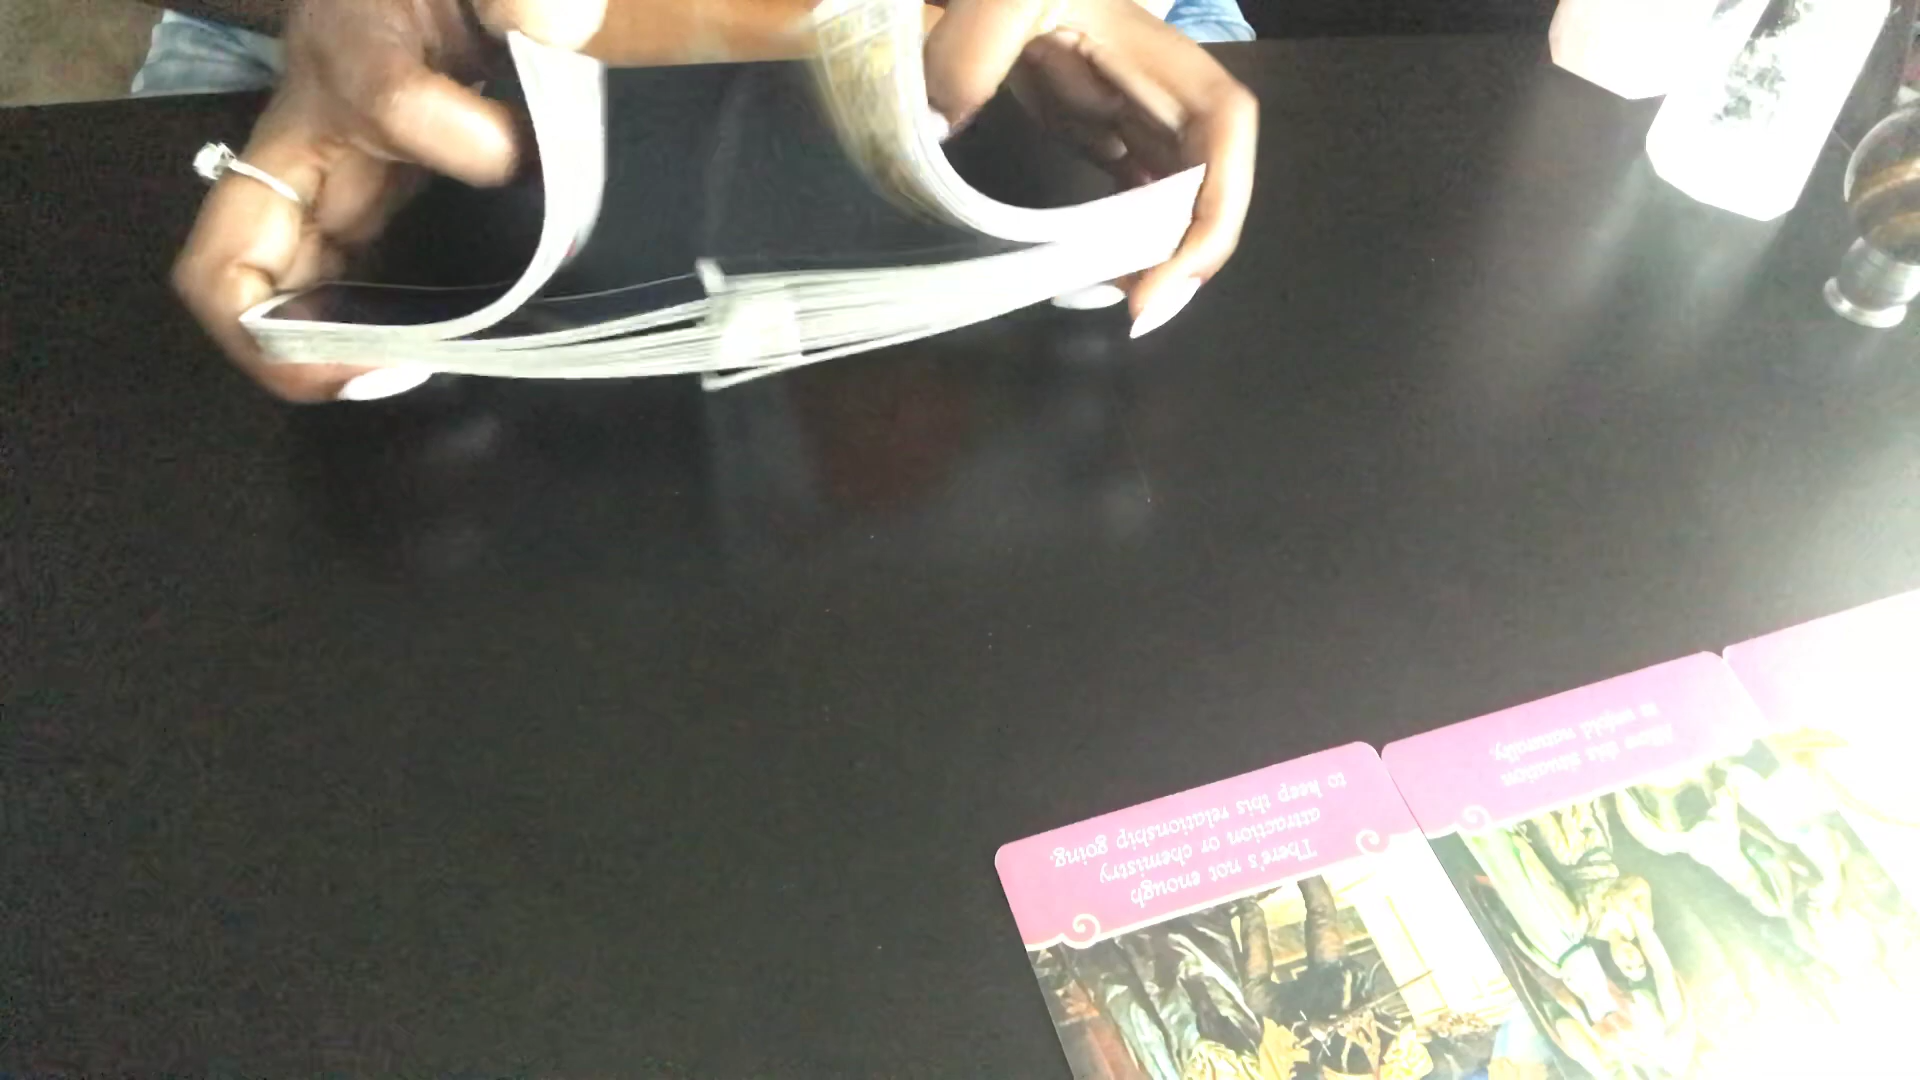 There's not enough
attraction or chemistry
to keep this relationship going.
Allow this situation
to unfold naturally.